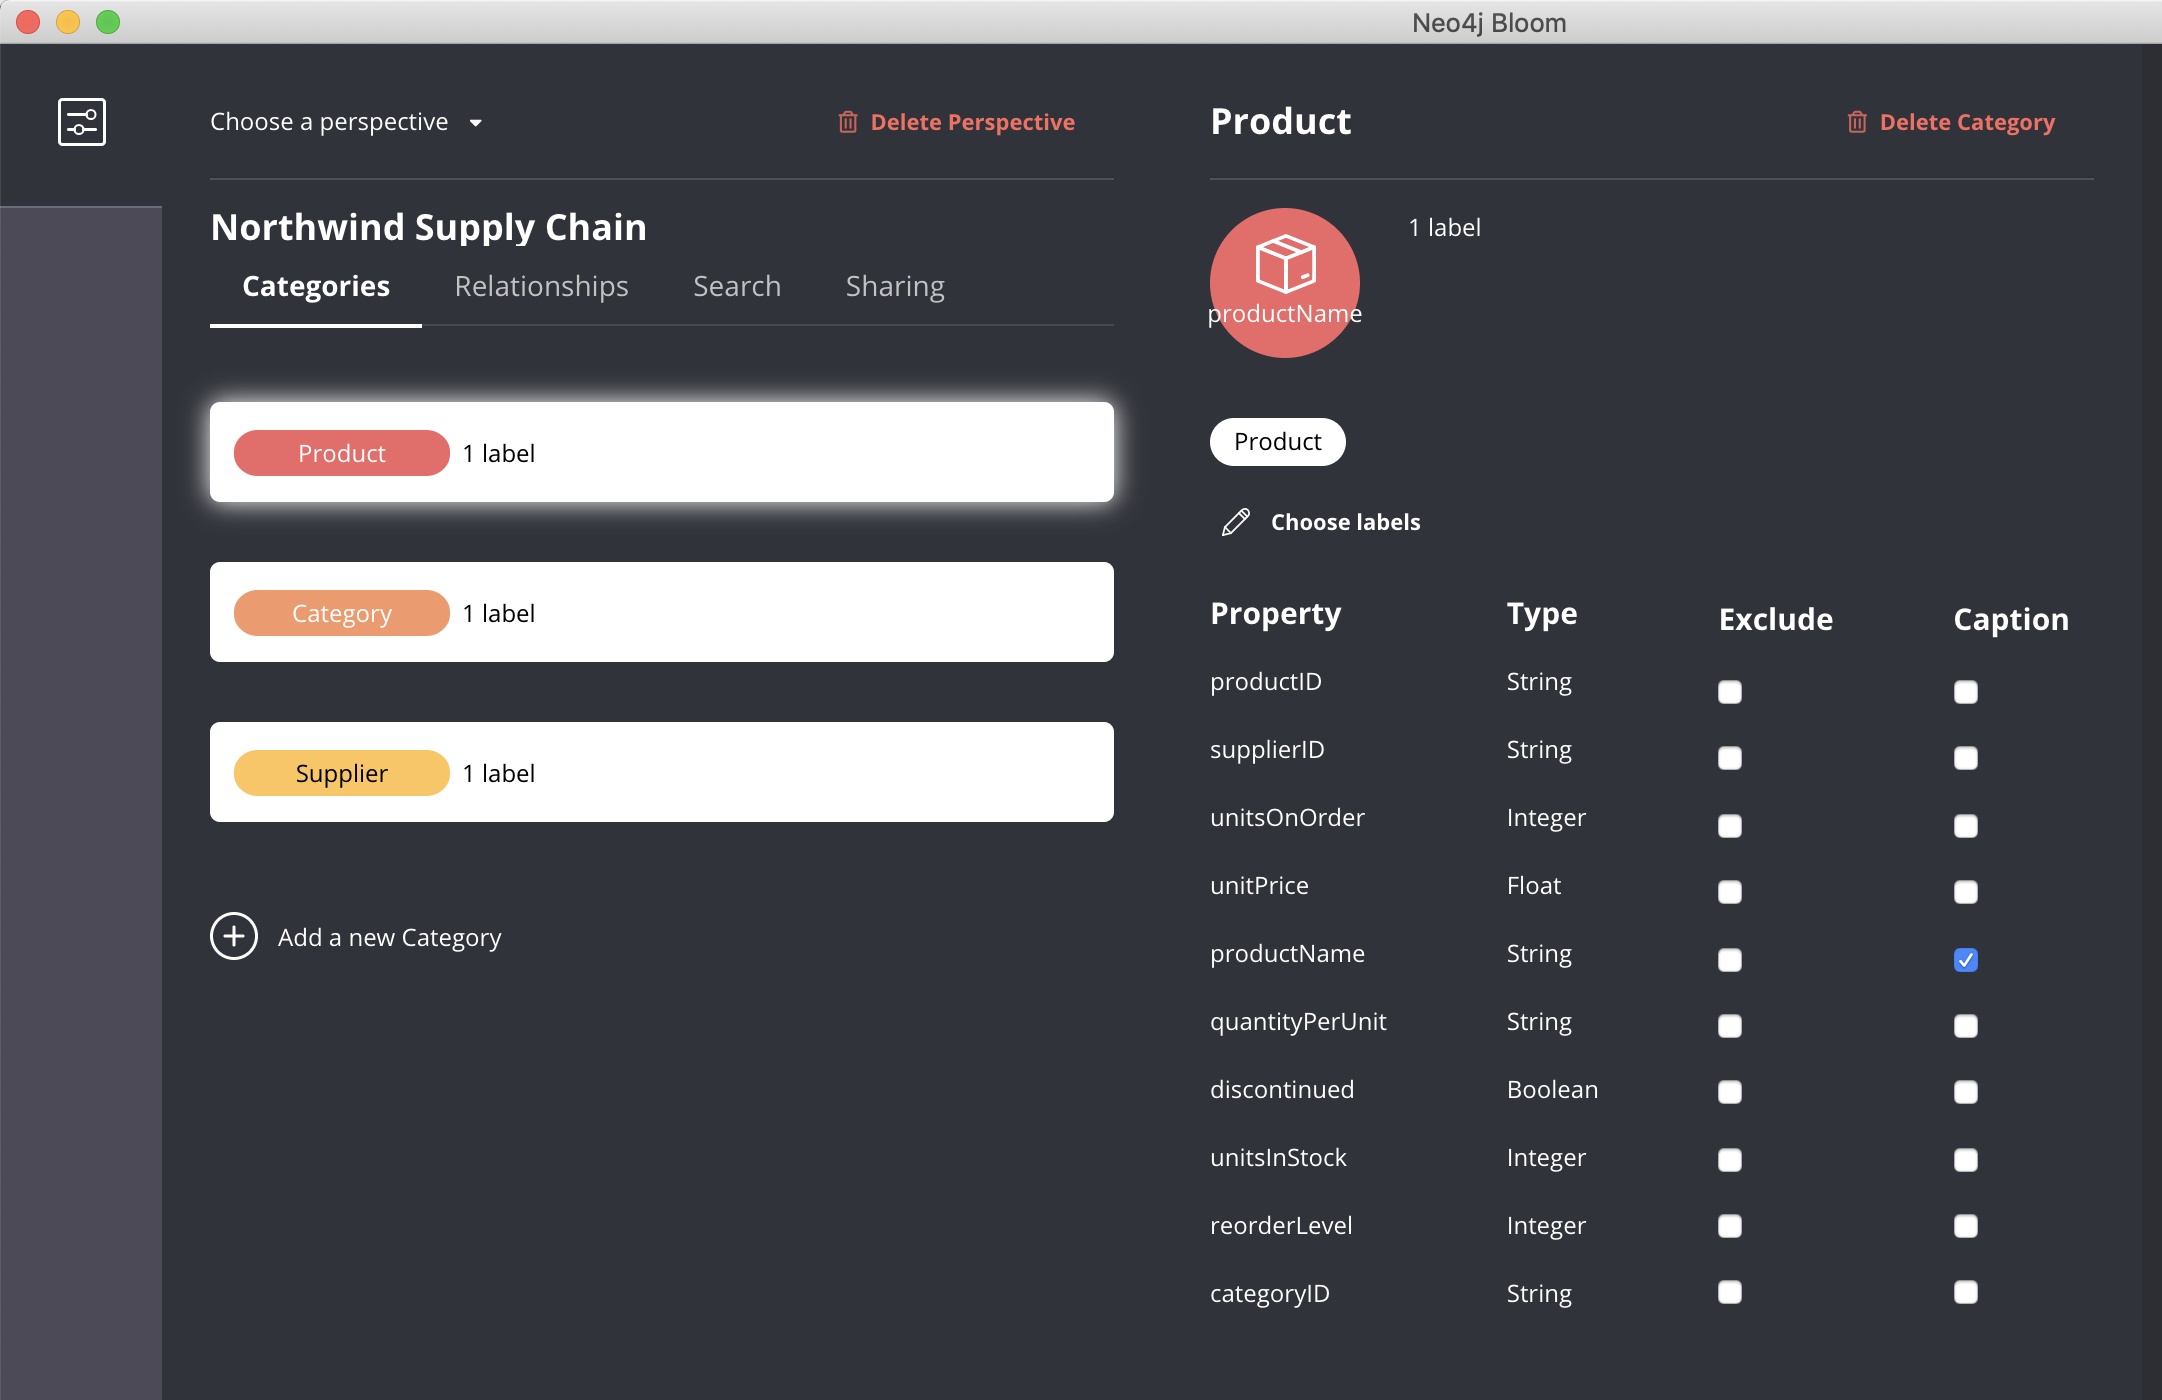 Neo4j Bloom
Choose a perspective
Delete Perspective
Northwind Supply Chain
Categories Relationships Search Sharing
Product 1 label
Category 1 label
Supplier 1 label
Add a new Category
Product
Delete Category
productName
1 label
Product
Choose labels
Property Type Exclude Caption
productID String
supplierID String
unitsOnOrder Integer
unitPrice Float
productName String
quantityPerUnit String
discontinued Boolean
unitsInStock Integer
reorderLevel Integer
categoryID String